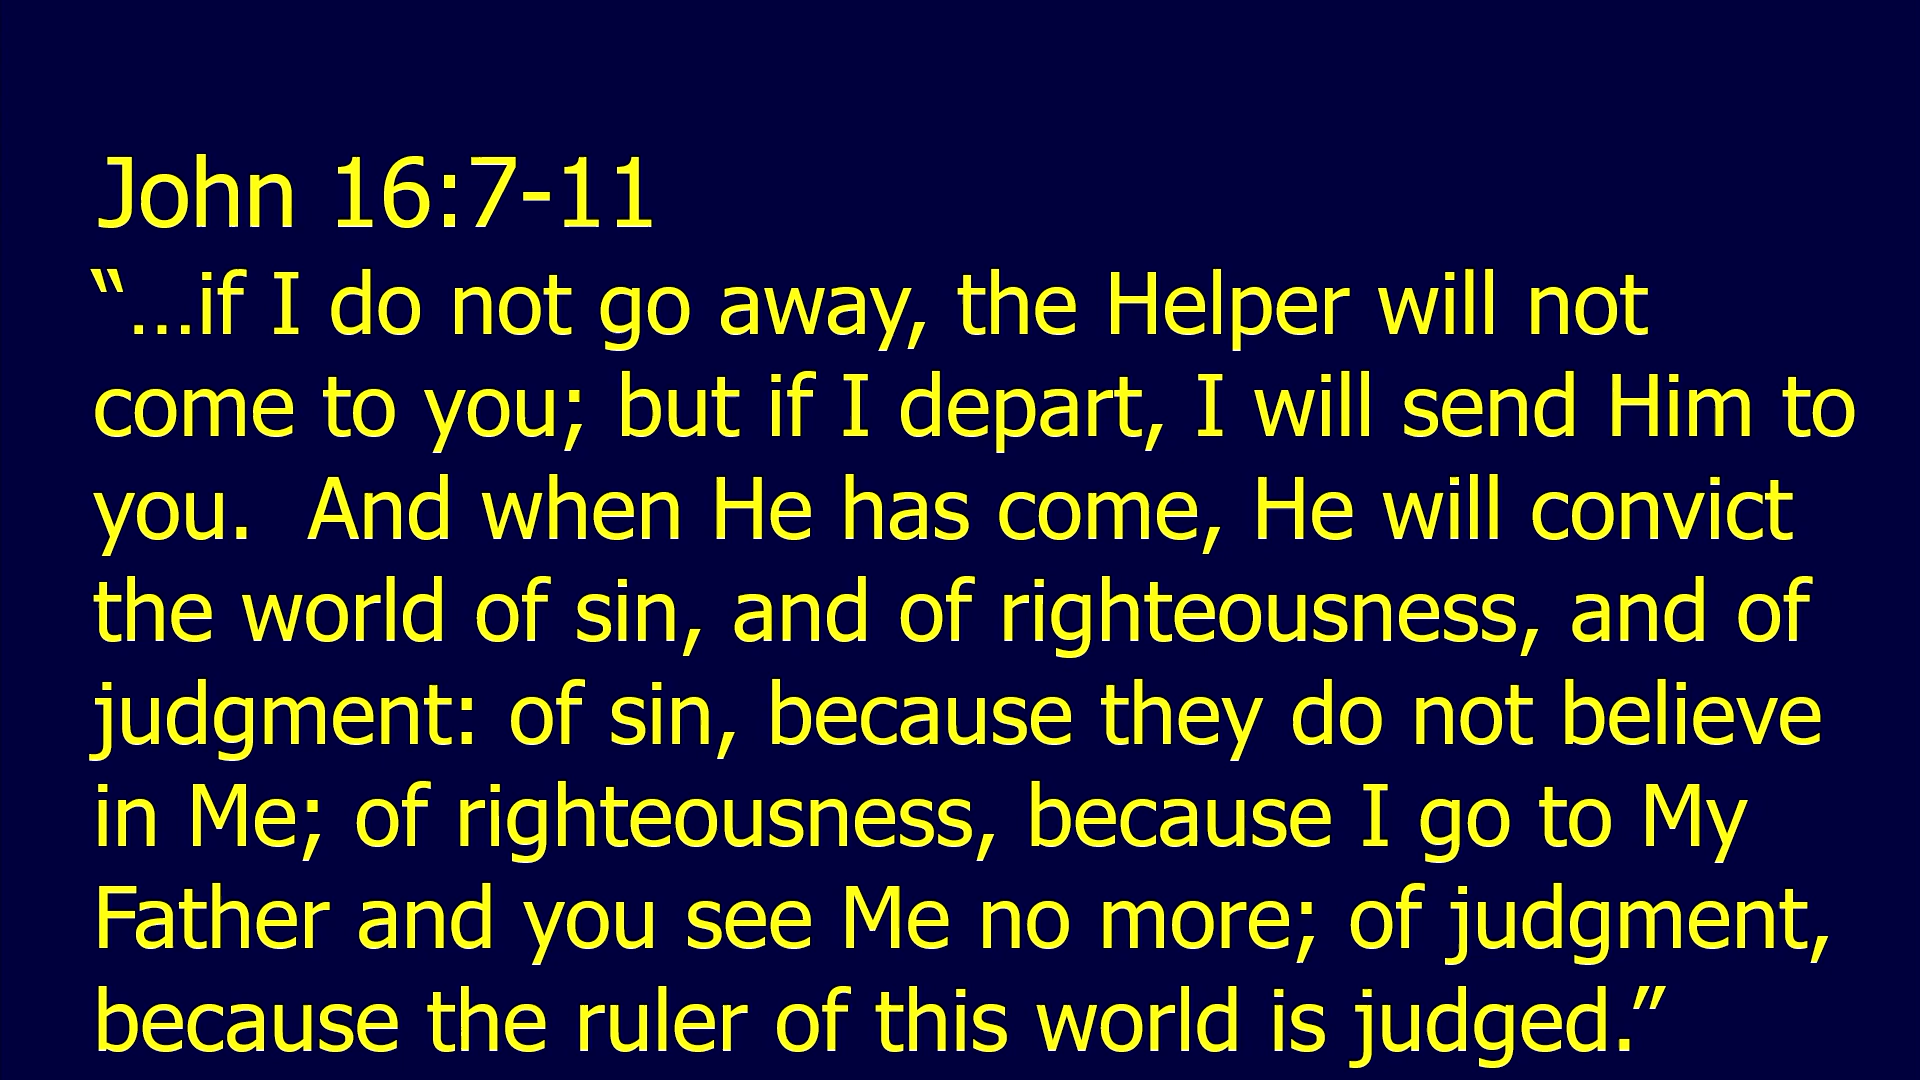 John 16:7-11
“…if I do not go away, the Helper will not
come to you; but if I depart, I will send Him to
you.  And when He has come, He will convict
the world of sin, and of righteousness, and of
judgment: of sin, because they do not believe
in Me; of righteousness, because I go to My
Father and you see Me no more; of judgment,
because the ruler of this world is judged.”